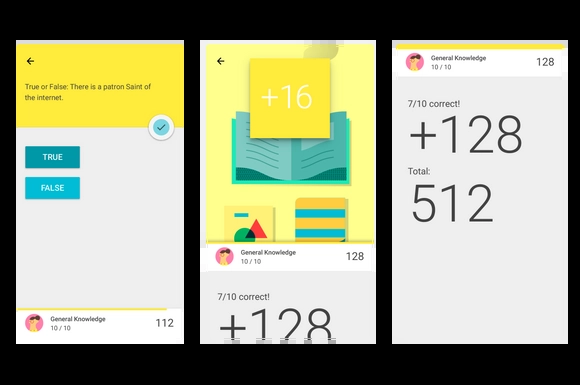 True or False: There is a patron Saint of
the internet.
TRUE
FALSE
General Knowledge
10 / 10
112
+16
General Knowledge
10 / 10
128
7/10 correct!
+128
General Knowledge
10 / 10
128
7/10 correct!
+128
Total:
512